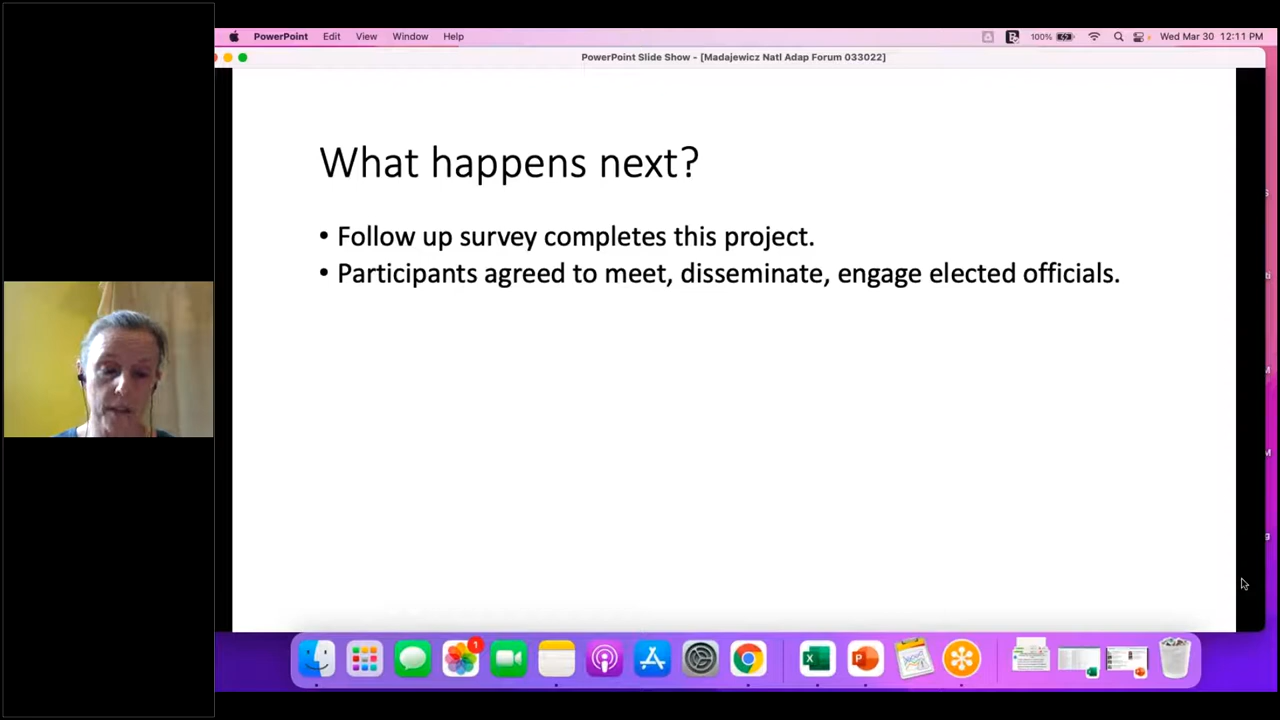 PowerPoint Edit View Window Help 100% Wed Mar 30 12:11 PM
PowerPoint Slide Show - [Madajewicz Natl Adap Forum 033022]
What happens next?
• Follow up survey completes this project.
• Participants agreed to meet, disseminate, engage elected officials.
1